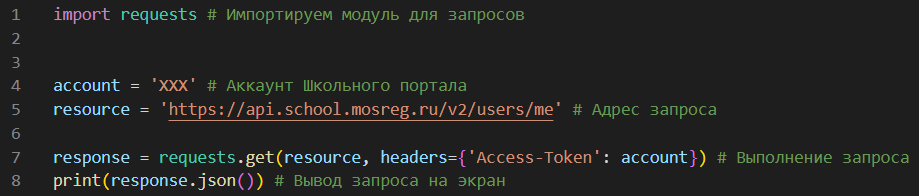 1 import requests # Импортируем модуль для запросов
2
3
4 account = 'XXX' # Аккаунт Школьного портала
5 resource = 'https://api.school.mosreg.ru/v2/users/me' # Адрес запроса
6
7 response = requests.get(resource, headers={'Access-Token': account}) # Выполнение запроса
8 print(response.json()) # Вывод запроса на экран